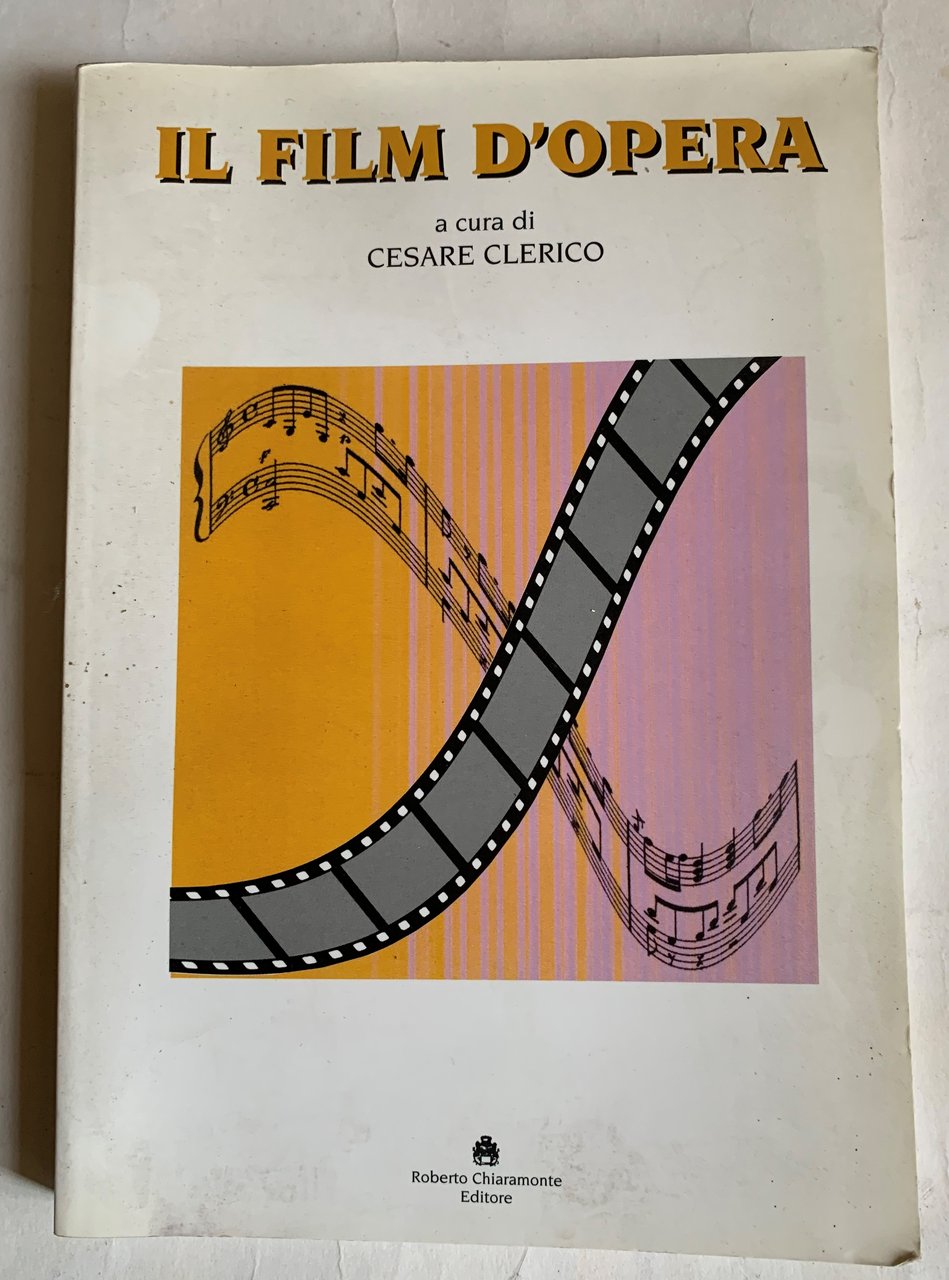 IL FILM D'OPERA
a cura di
CESARE CLERICO
Roberto Chiaramonte
Editore